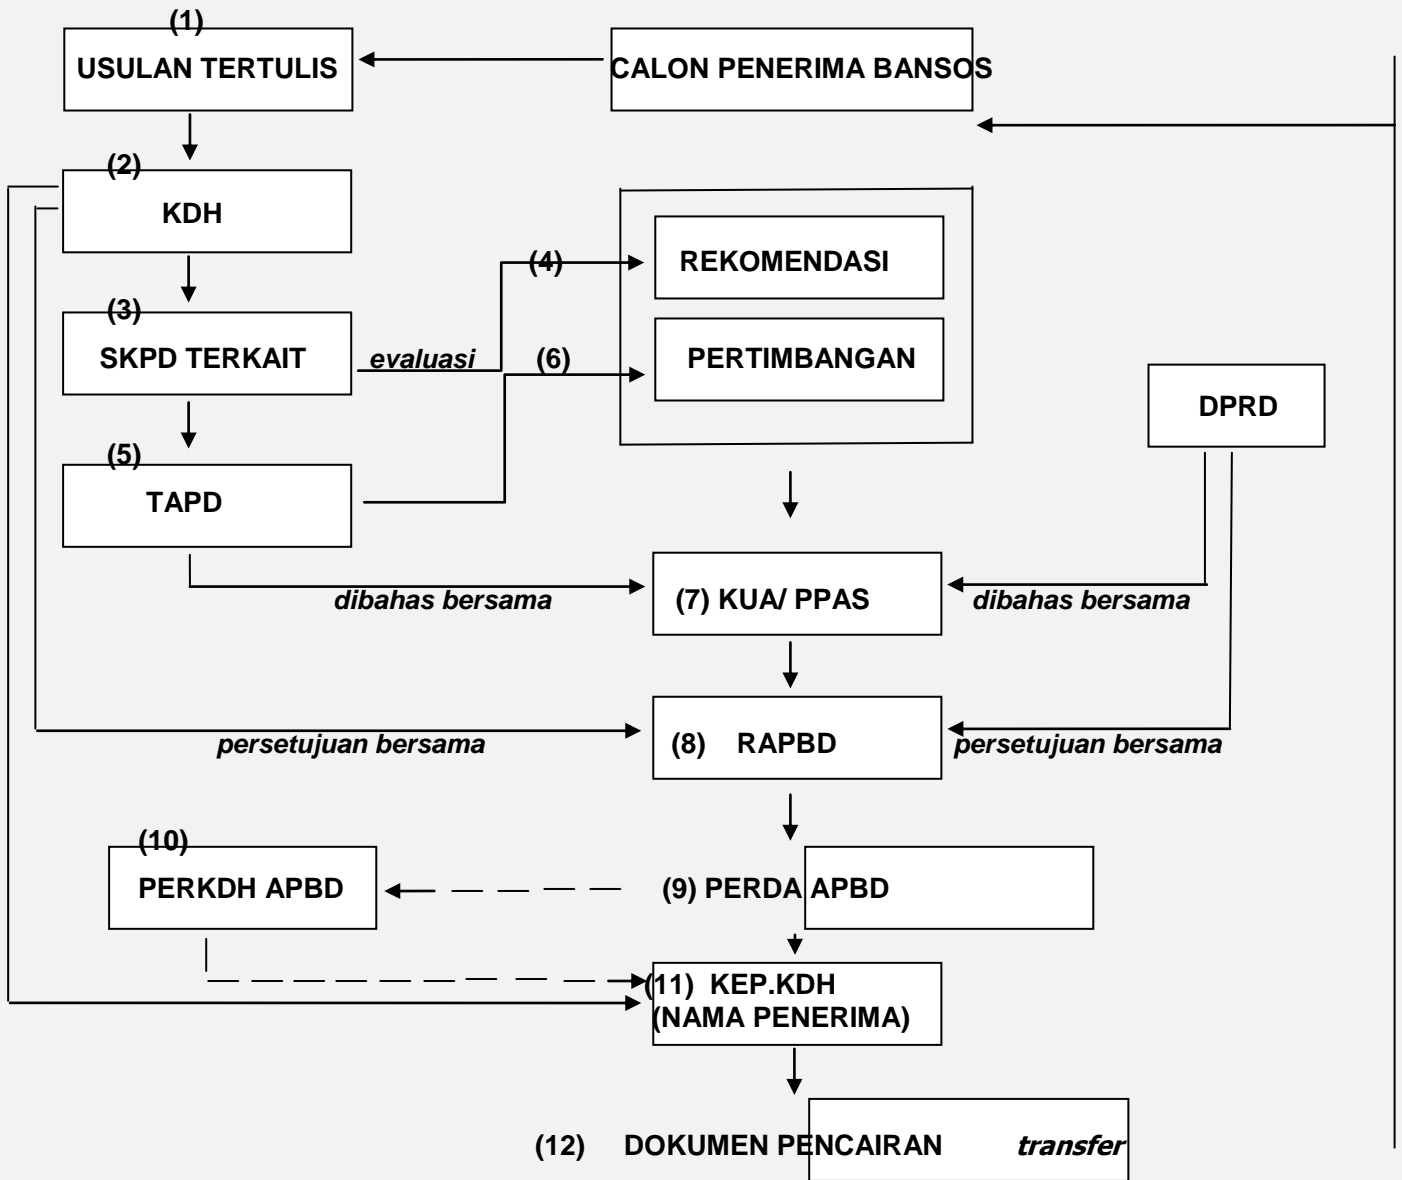 (1)
USULAN TERTULIS
CALON PENERIMA BANSOS
(2)
KDH
(4)
REKOMENDASI
(3)
SKPD TERKAIT
evaluasi
(6)
PERTIMBANGAN
DPRD
(5)
TAPD
(7) KUA/ PPAS
dibahas bersama
dibahas bersama
(8) RAPBD
persetujuan bersama
persetujuan bersama
(10)
PERKDH APBD
(9) PERDA APBD
(11) KEP.KDH
(NAMA PENERIMA)
(12) DOKUMEN PENCAIRAN
transfer